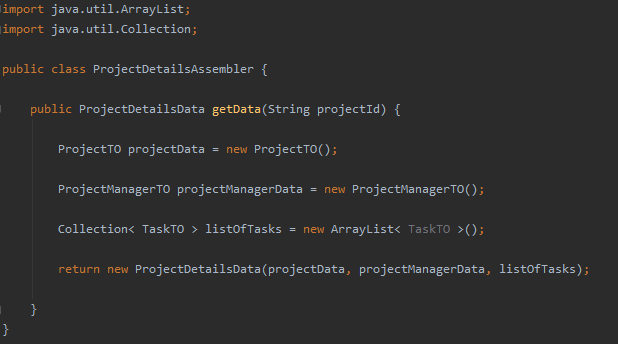 import java.util.ArrayList;
import java.util.Collection;
public class ProjectDetailsAssembler {
public ProjectDetailsData getData(String projectId) {
ProjectTO projectData = new ProjectTO();
ProjectManagerTO projectManagerData = new ProjectManagerTO();
Collection< TaskTO > listOfTasks = new ArrayList< TaskTO >();
return new ProjectDetailsData(projectData, projectManagerData, listOfTasks);
}
}